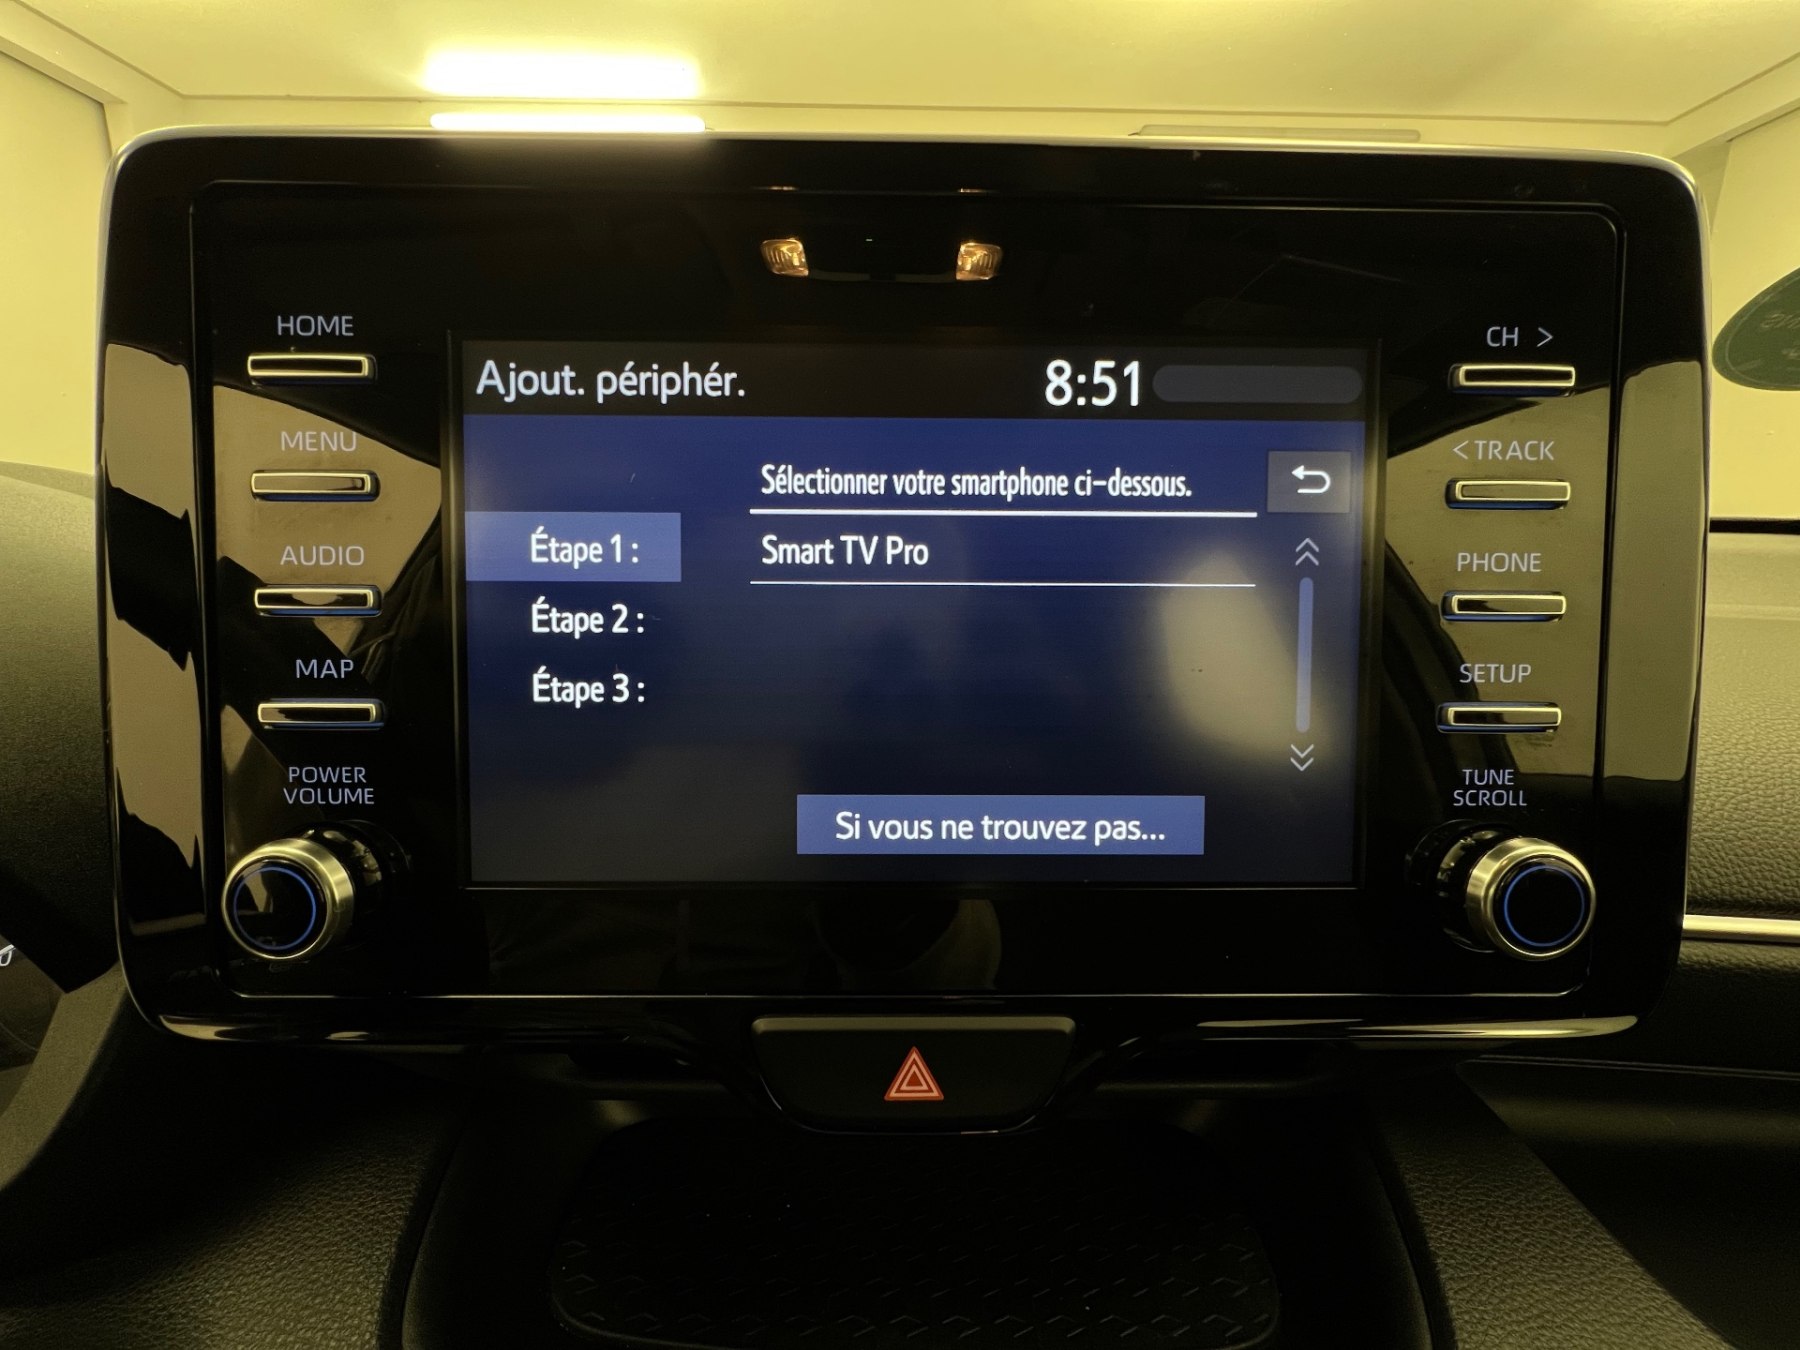 HOME
MENU
AUDIO
MAP
POWER
VOLUME
Ajout. périphér.
8:51
Sélectionner votre smartphone ci-dessous.
Étape 1 :
Smart TV Pro
Étape 2 :
Étape 3 :
Si vous ne trouvez pas...
CH >
< TRACK
PHONE
SETUP
TUNE
SCROLL